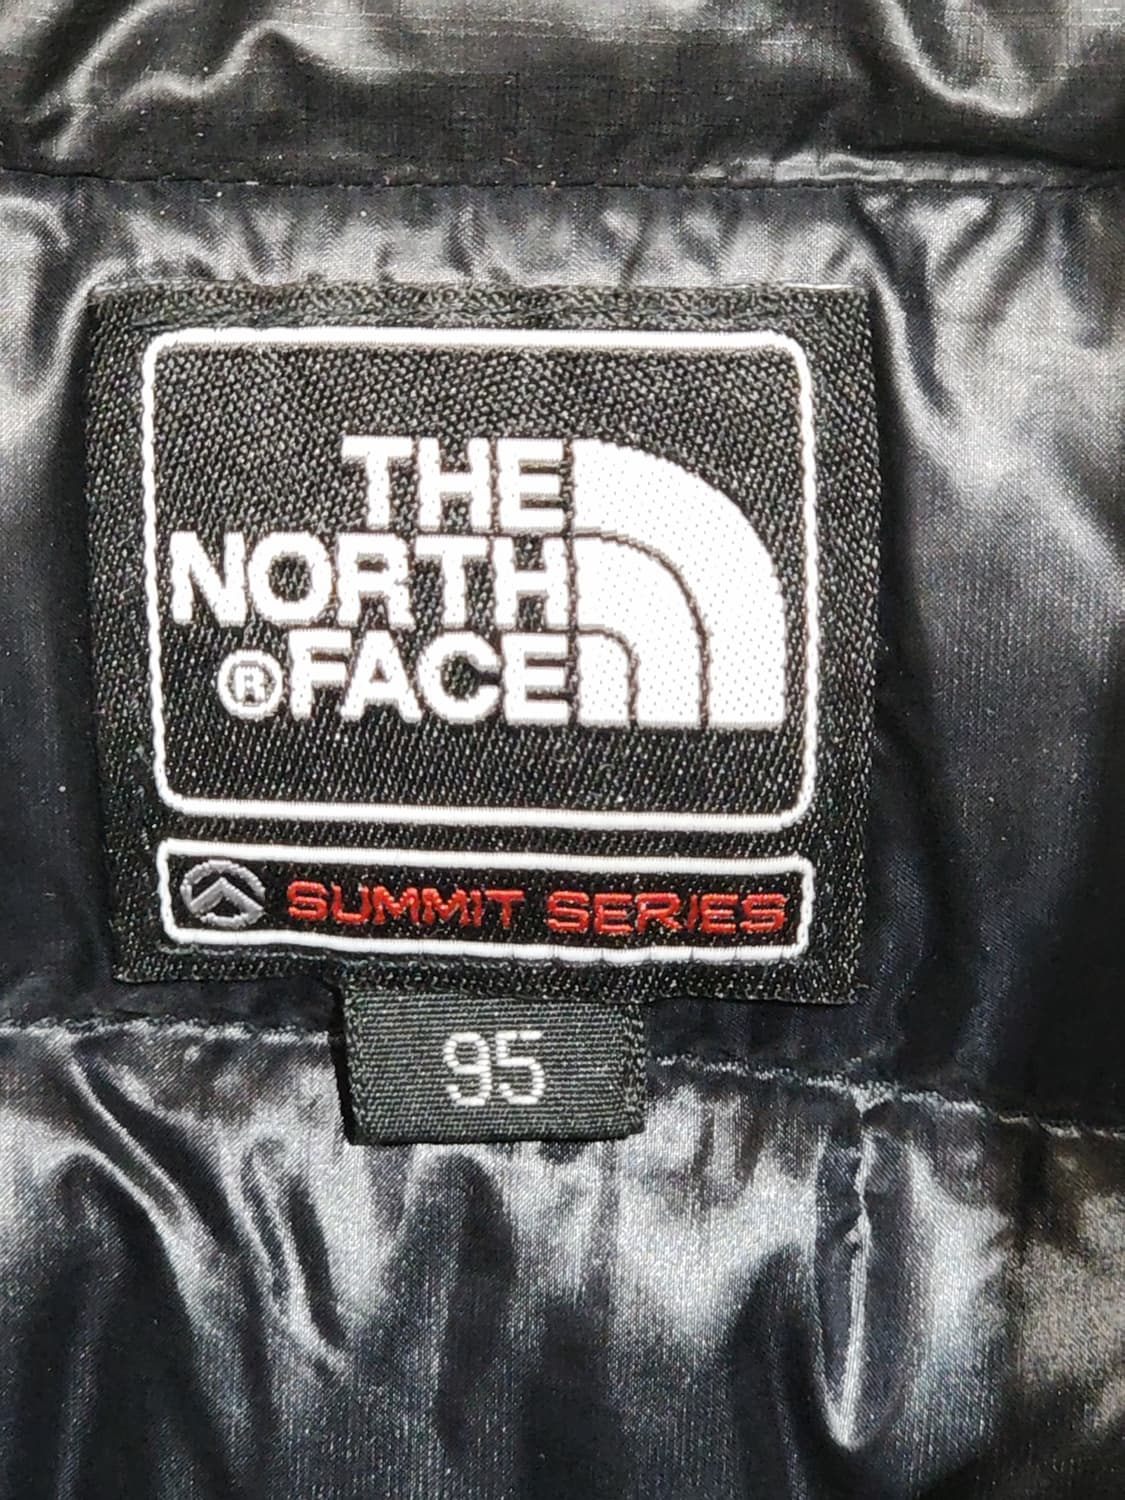 THE
NORTH
®FACE
SUMMIT SERIES
95